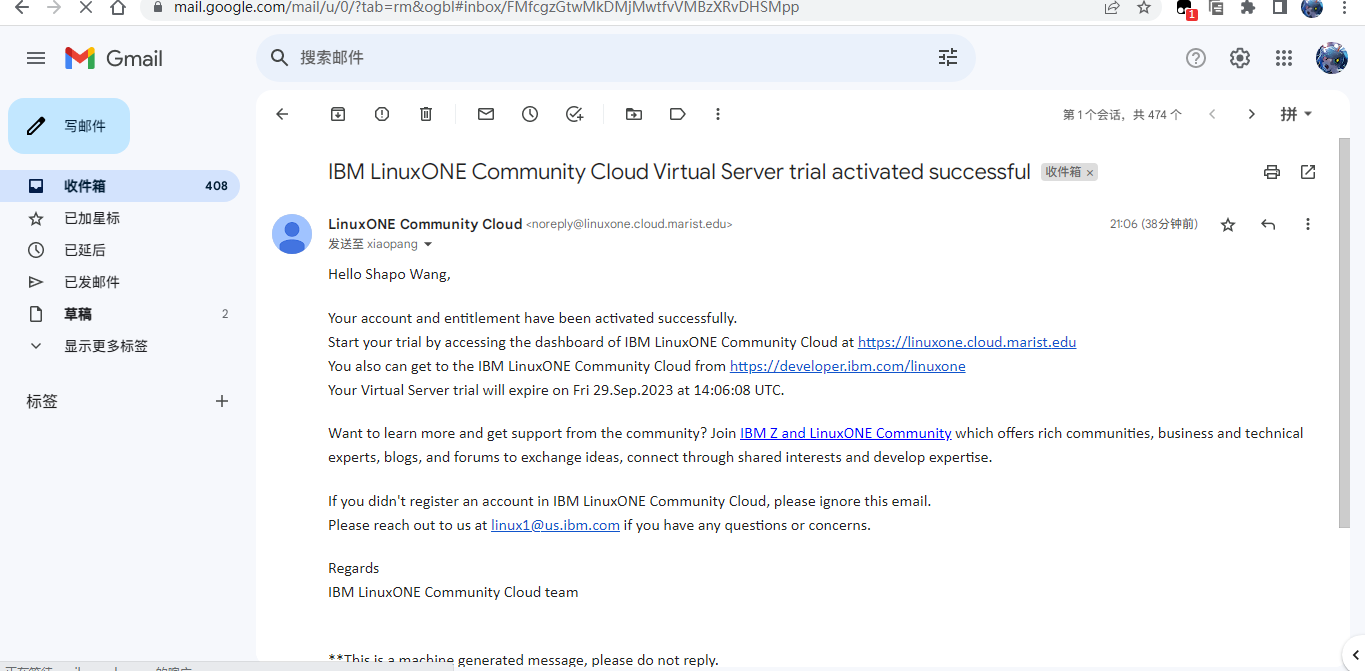 mail.google.com/mail/u/0/?tab=rm&ogbl#inbox/FMfcgzGtwMkDMjMwtfvVMBzXRvDHSMpp
1
Gmail
搜索邮件
写邮件
第 1 个会话，共 474 个
拼
收件箱 408
已加星标
已延后
已发邮件
草稿 2
显示更多标签
标签
IBM LinuxONE Community Cloud Virtual Server trial activated successful 收件箱 ×
LinuxONE Community Cloud <noreply@linuxone.cloud.marist.edu> 21:06 (38分钟前)
发送至 xiaopang
Hello Shapo Wang,
Your account and entitlement have been activated successfully.
Start your trial by accessing the dashboard of IBM LinuxONE Community Cloud at https://linuxone.cloud.marist.edu
You also can get to the IBM LinuxONE Community Cloud from https://developer.ibm.com/linuxone
Your Virtual Server trial will expire on Fri 29.Sep.2023 at 14:06:08 UTC.
Want to learn more and get support from the community? Join IBM Z and LinuxONE Community which offers rich communities, business and technical
experts, blogs, and forums to exchange ideas, connect through shared interests and develop expertise.
If you didn't register an account in IBM LinuxONE Community Cloud, please ignore this email.
Please reach out to us at linux1@us.ibm.com if you have any questions or concerns.
Regards
IBM LinuxONE Community Cloud team
**This is a machine generated message, please do not reply.